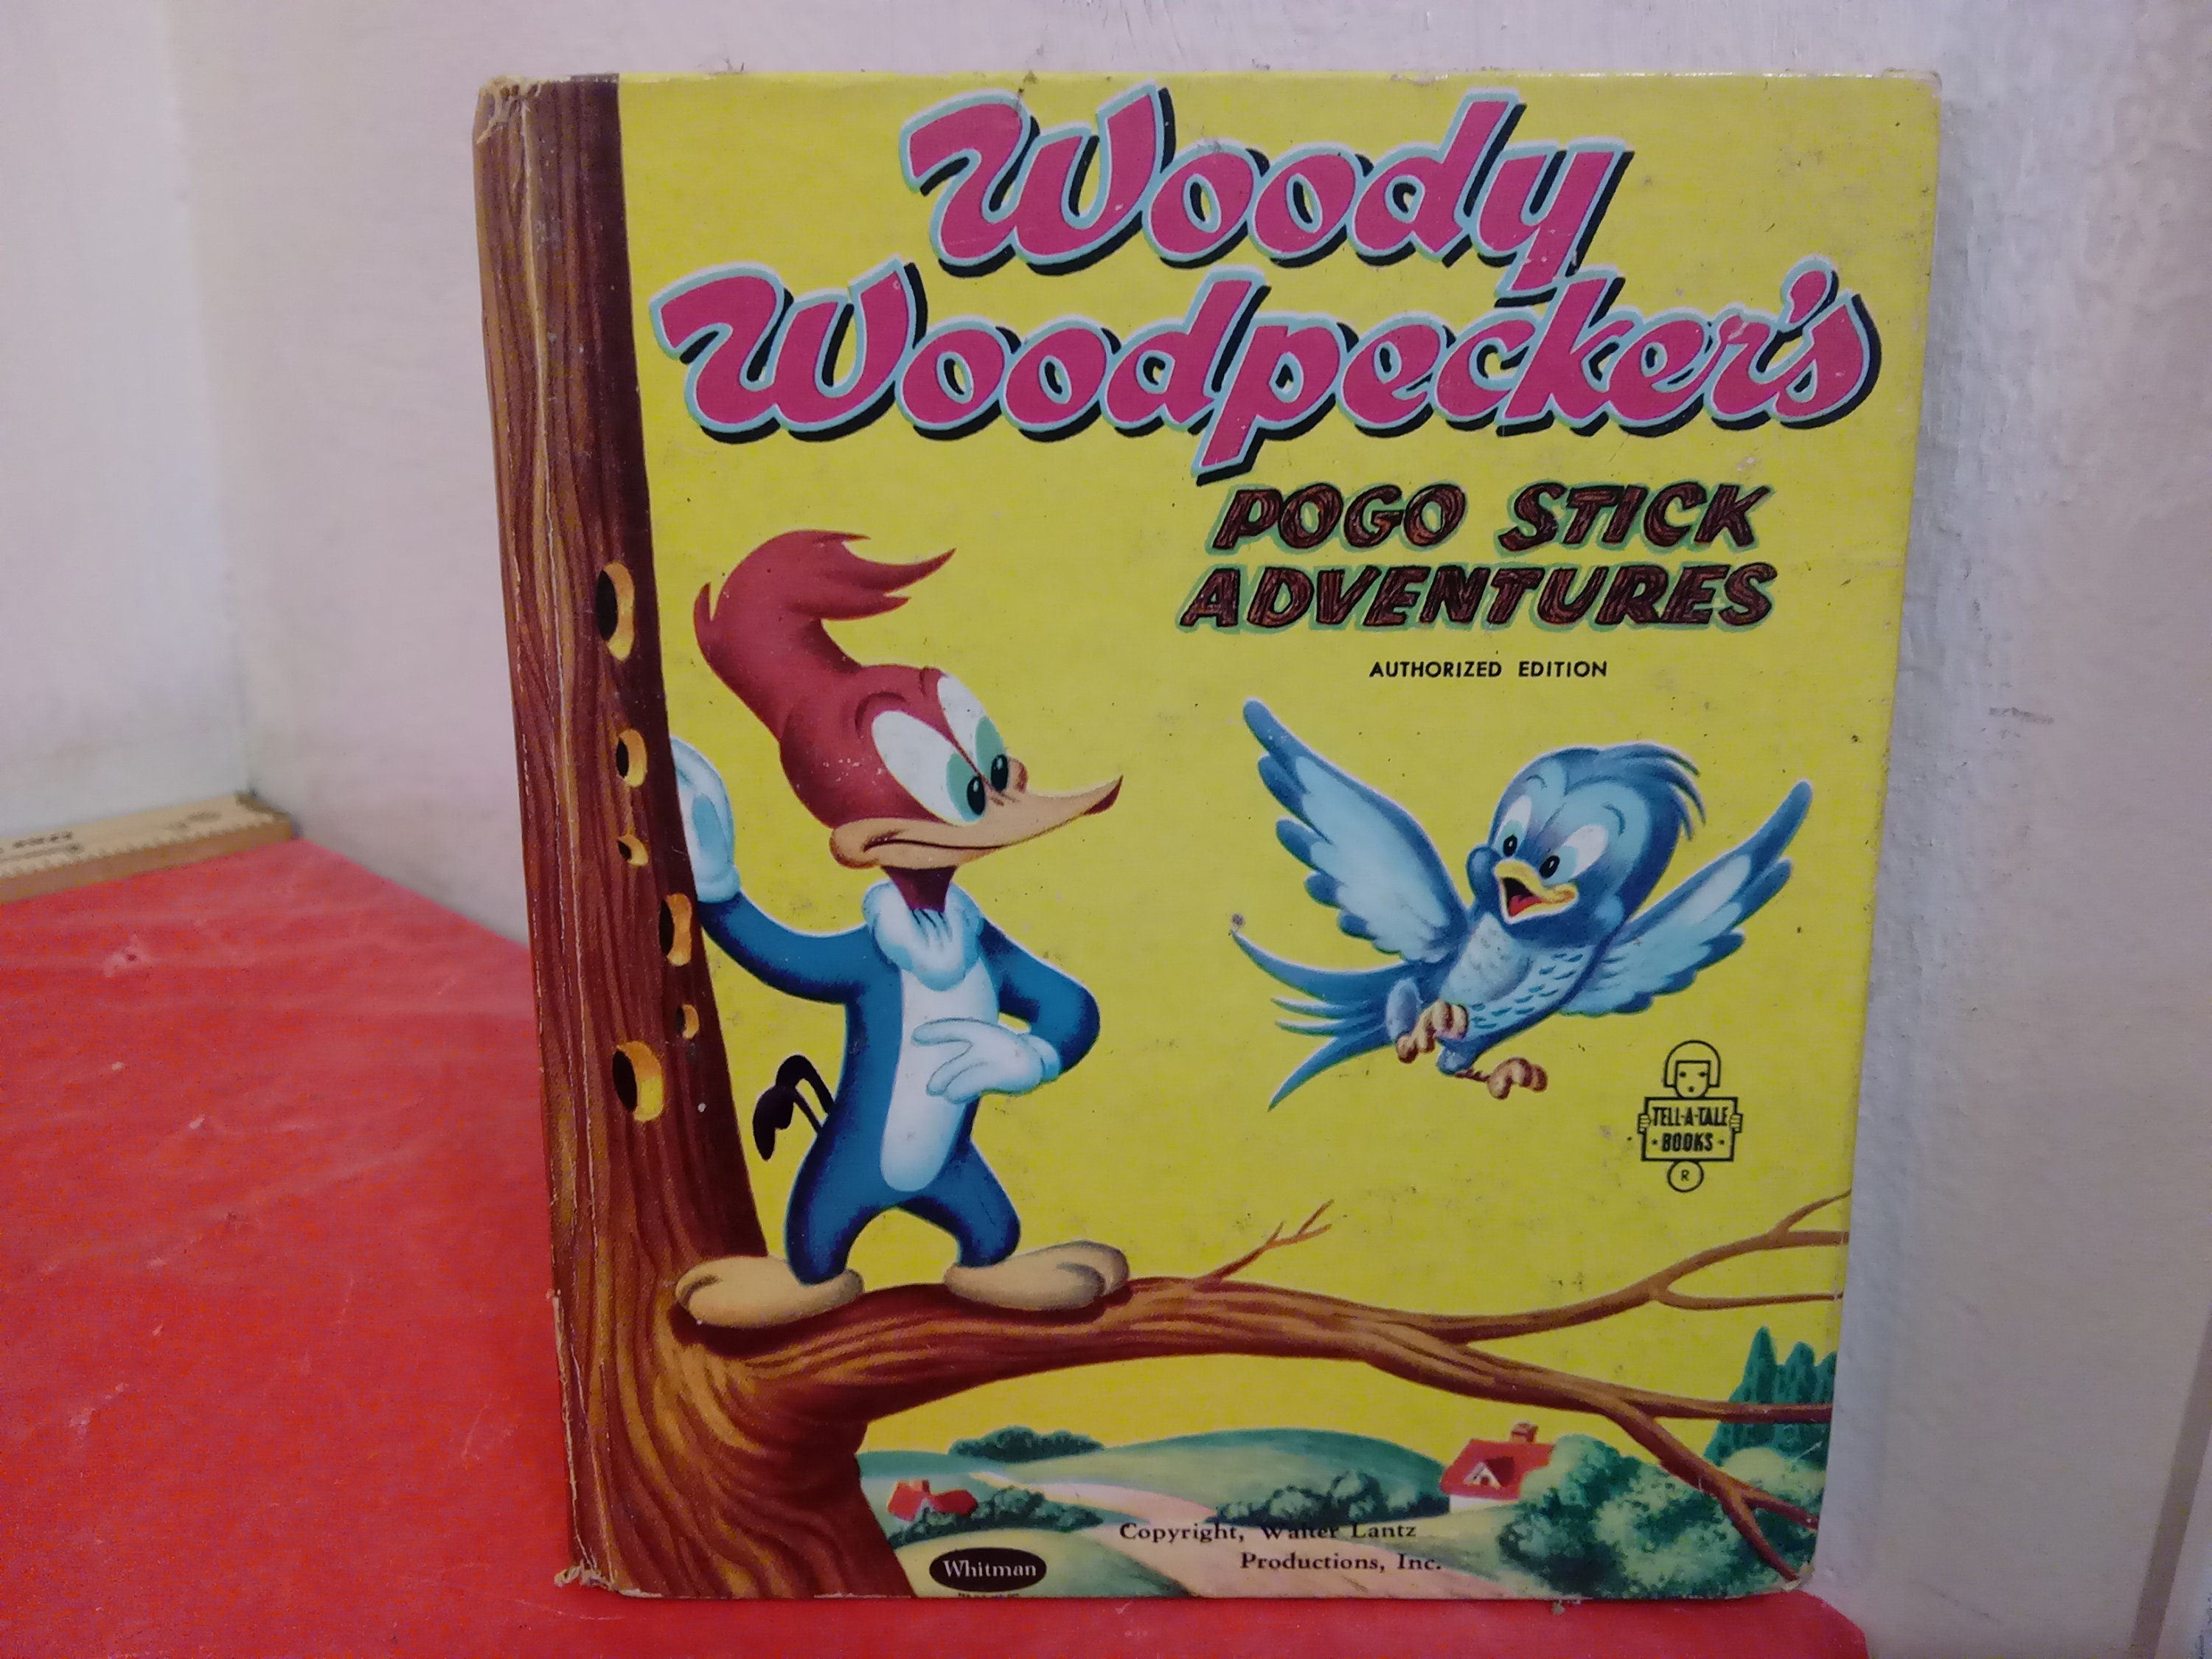 Woody
Woodpecker's
POGO STICK
ADVENTURES
AUTHORIZED EDITION
TELL-A-TALE
·BOOKS·
R
Copyright, Walter Lantz
Productions, Inc.
Whitman